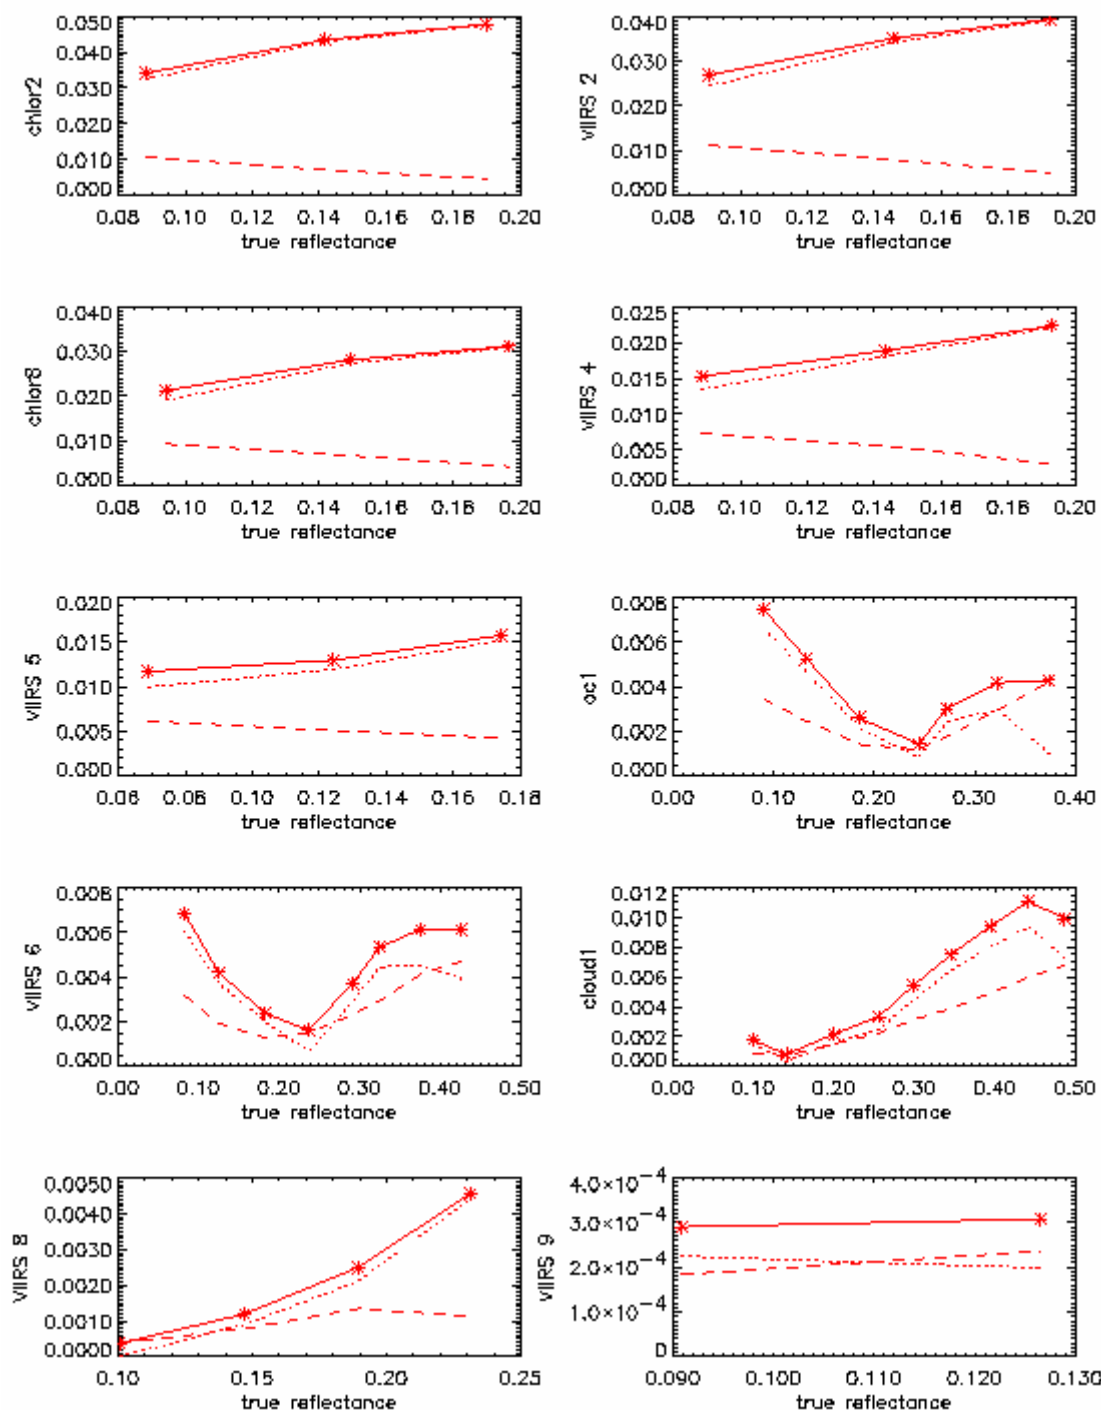 0.050
0.040
0.030
0.020
0.010
0.000
chlor2
0.08 0.10 0.12 0.14 0.16 0.18 0.20
true reflectance
0.040
0.030
0.020
0.010
0.000
VIIRS 2
0.08 0.10 0.12 0.14 0.16 0.18 0.20
true reflectance
0.040
0.030
0.020
0.010
0.000
chlor8
0.08 0.10 0.12 0.14 0.16 0.18 0.20
true reflectance
0.025
0.020
0.015
0.010
0.005
0.000
VIIRS 4
0.08 0.10 0.12 0.14 0.16 0.18 0.20
true reflectance
0.020
0.015
0.010
0.005
0.000
VIIRS 5
0.06 0.08 0.10 0.12 0.14 0.16 0.18
true reflectance
0.008
0.006
0.004
0.002
0.000
oc1
0.00 0.10 0.20 0.30 0.40
true reflectance
0.008
0.006
0.004
0.002
0.000
VIIRS 6
0.00 0.10 0.20 0.30 0.40 0.50
true reflectance
0.012
0.010
0.008
0.006
0.004
0.002
0.000
cloud1
0.00 0.10 0.20 0.30 0.40 0.50
true reflectance
0.0050
0.0040
0.0030
0.0020
0.0010
0.0000
VIIRS 8
0.10 0.15 0.20 0.25
true reflectance
4.0×10⁻⁴
3.0×10⁻⁴
2.0×10⁻⁴
1.0×10⁻⁴
0
VIIRS 9
0.090 0.100 0.110 0.120 0.130
true reflectance